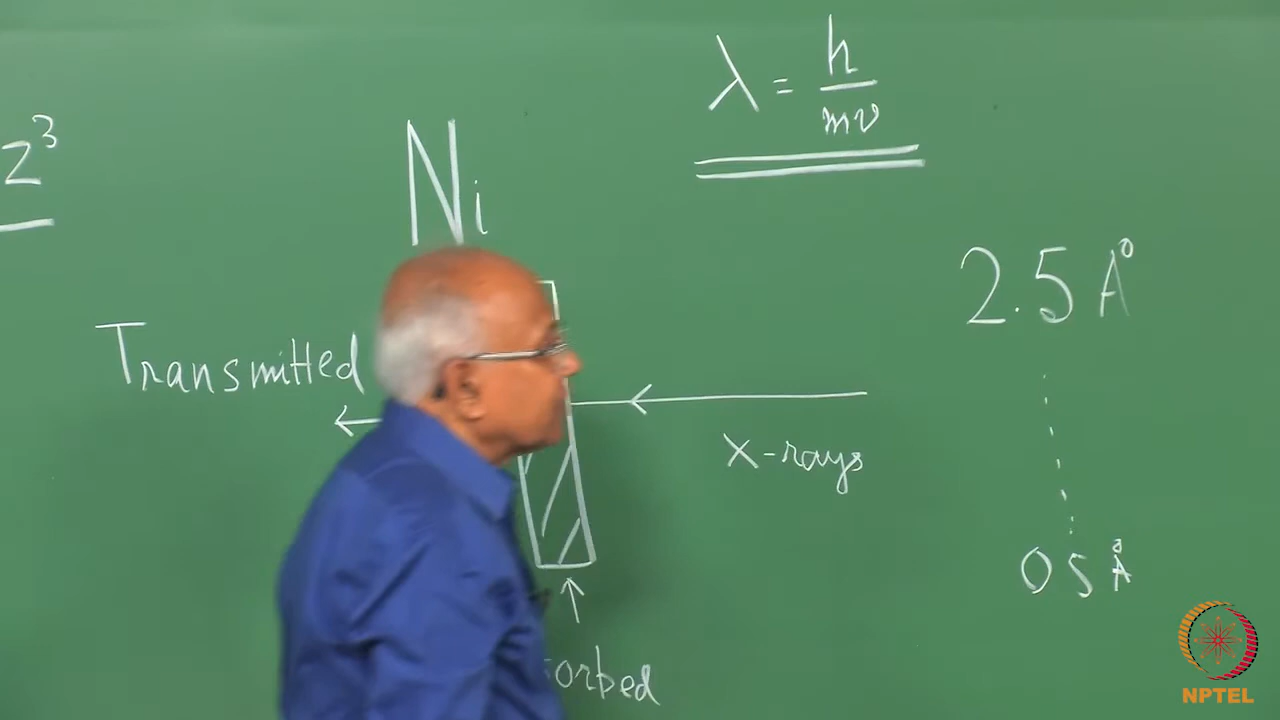 λ = h/mv
z³
Ni
2.5 A°
Transmitted
X-rays
0 5 Å
NPTEL